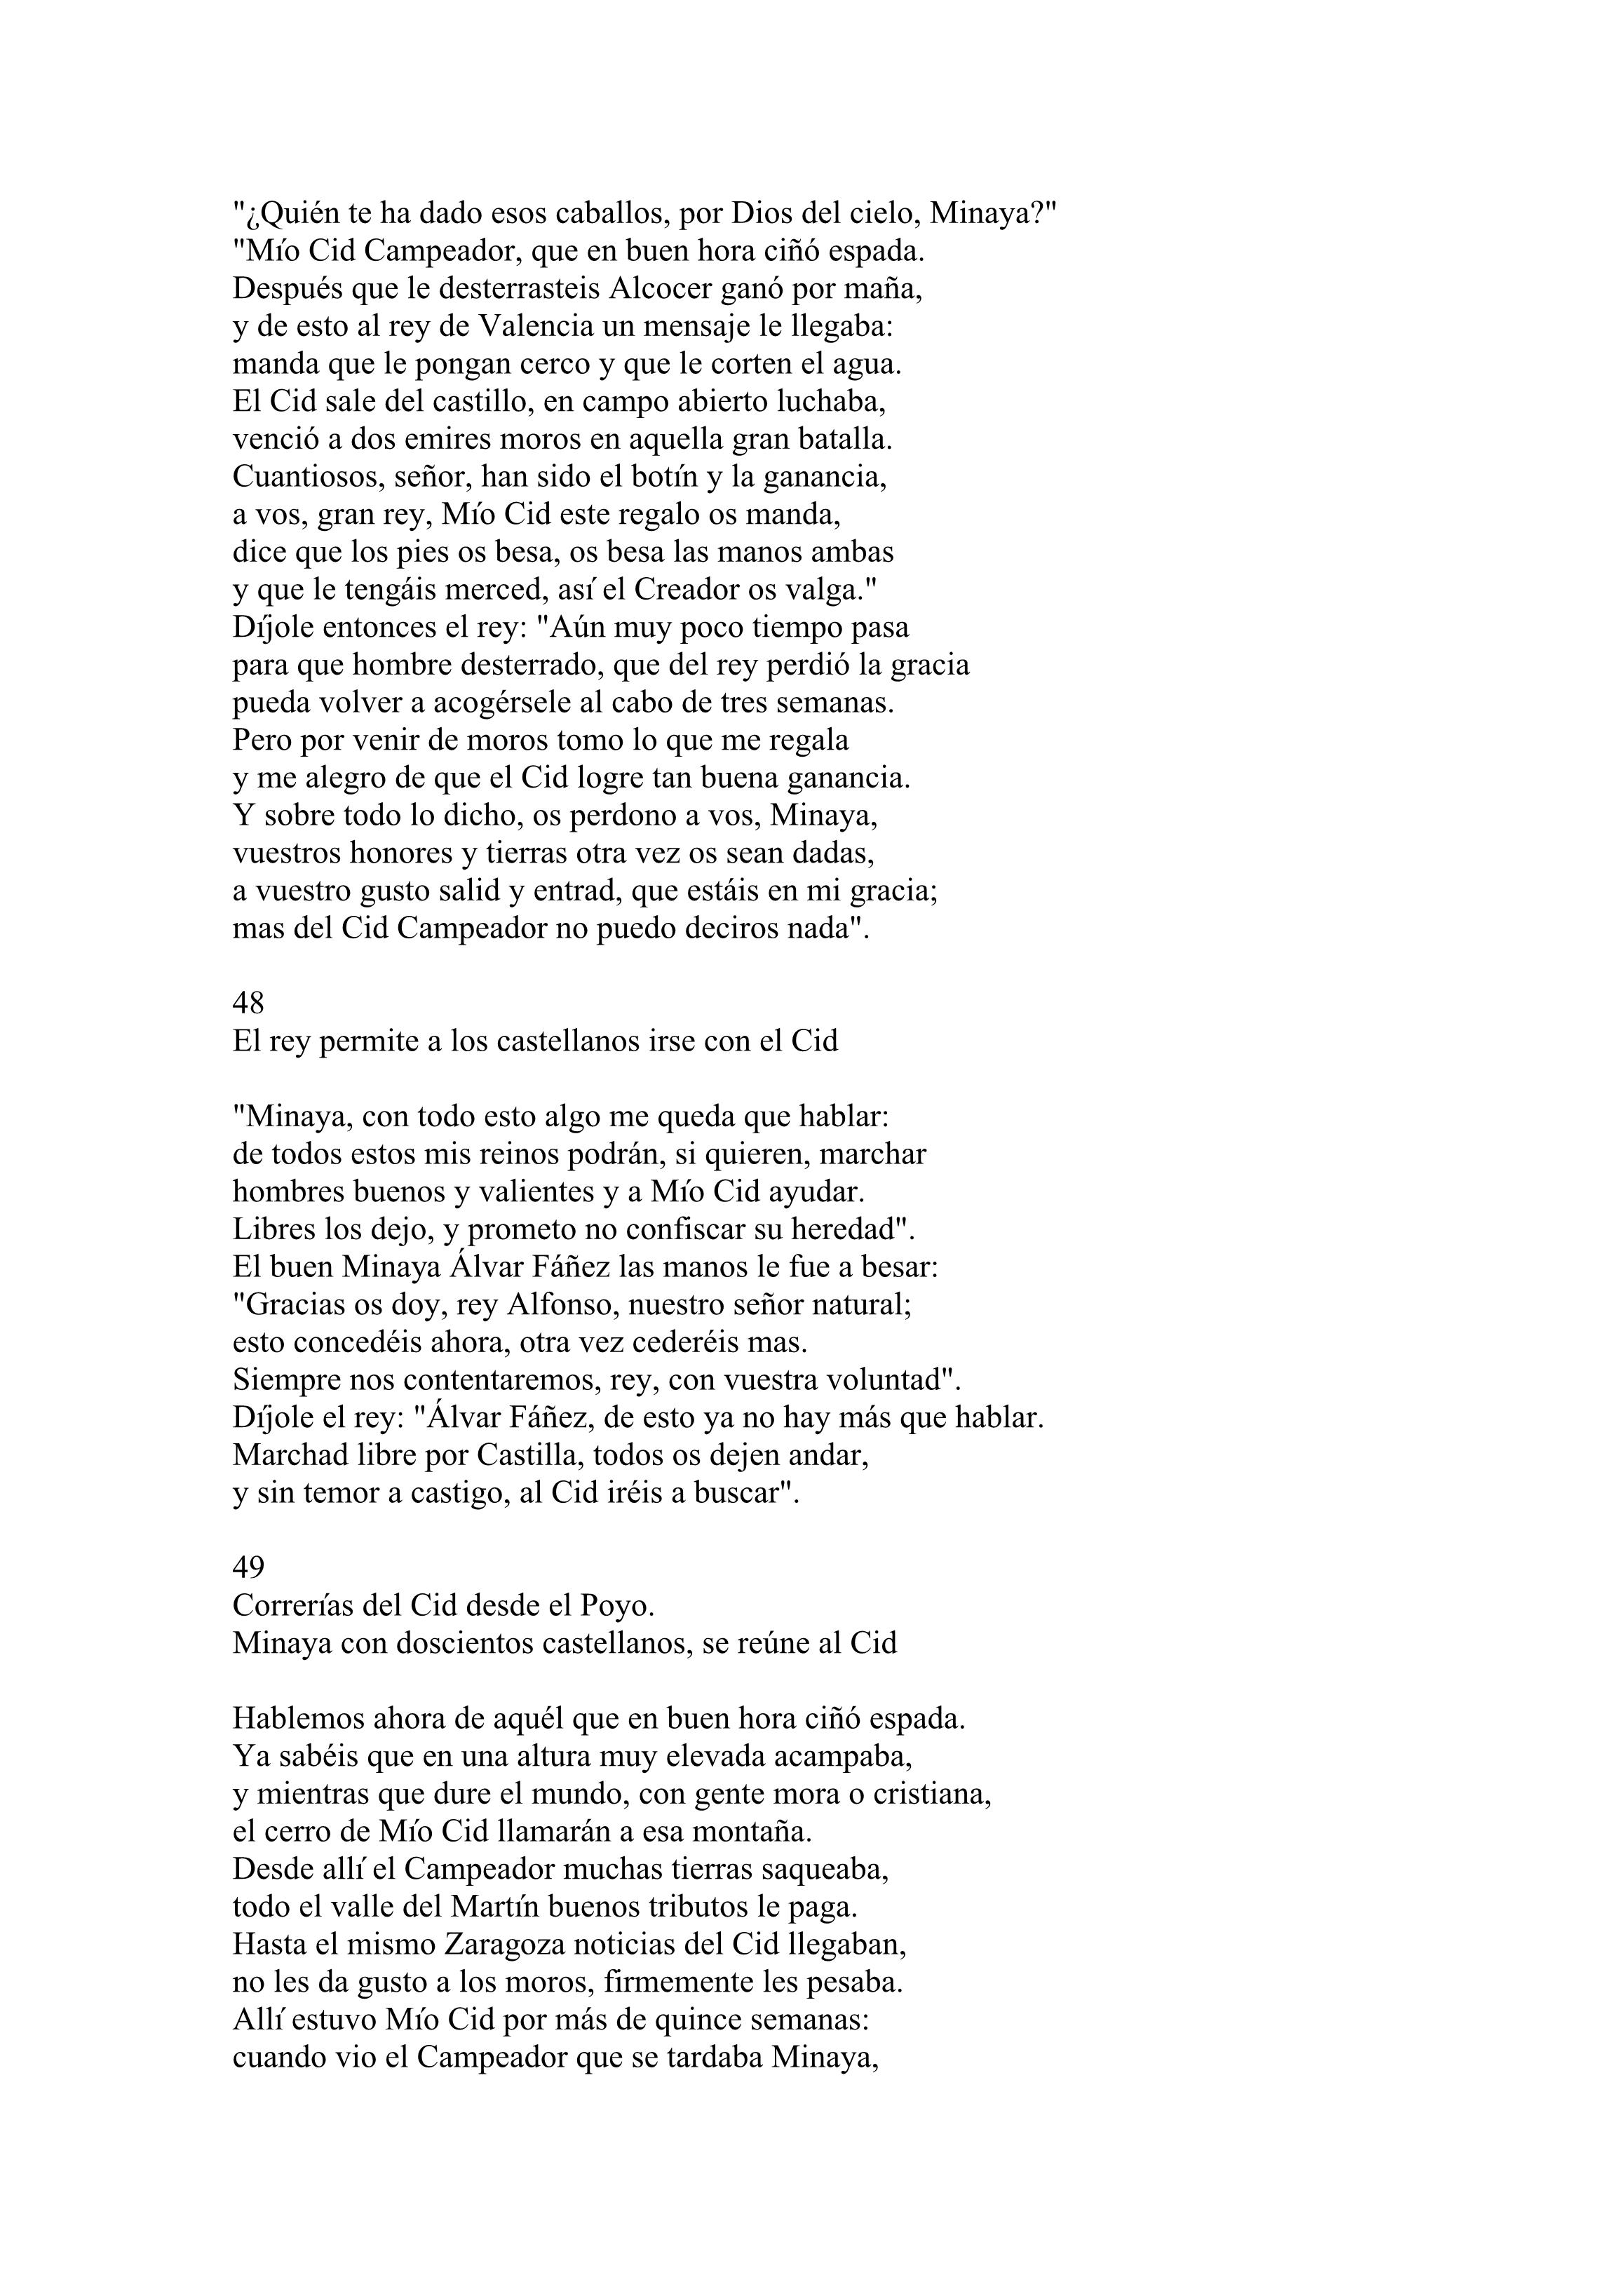 "¿Quién te ha dado esos caballos, por Dios del cielo, Minaya?"
"Mío Cid Campeador, que en buen hora ciñó espada.
Después que le desterrasteis Alcocer ganó por maña,
y de esto al rey de Valencia un mensaje le llegaba:
manda que le pongan cerco y que le corten el agua.
El Cid sale del castillo, en campo abierto luchaba,
venció a dos emires moros en aquella gran batalla.
Cuantiosos, señor, han sido el botín y la ganancia,
a vos, gran rey, Mío Cid este regalo os manda,
dice que los pies os besa, os besa las manos ambas
y que le tengáis merced, así el Creador os valga."
Díjole entonces el rey: "Aún muy poco tiempo pasa
para que hombre desterrado, que del rey perdió la gracia
pueda volver a acogérsele al cabo de tres semanas.
Pero por venir de moros tomo lo que me regala
y me alegro de que el Cid logre tan buena ganancia.
Y sobre todo lo dicho, os perdono a vos, Minaya,
vuestros honores y tierras otra vez os sean dadas,
a vuestro gusto salid y entrad, que estáis en mi gracia;
mas del Cid Campeador no puedo deciros nada".
48
El rey permite a los castellanos irse con el Cid
"Minaya, con todo esto algo me queda que hablar:
de todos estos mis reinos podrán, si quieren, marchar
hombres buenos y valientes y a Mío Cid ayudar.
Libres los dejo, y prometo no confiscar su heredad".
El buen Minaya Álvar Fáñez las manos le fue a besar:
"Gracias os doy, rey Alfonso, nuestro señor natural;
esto concedéis ahora, otra vez cederéis mas.
Siempre nos contentaremos, rey, con vuestra voluntad".
Díjole el rey: "Álvar Fáñez, de esto ya no hay más que hablar.
Marchad libre por Castilla, todos os dejen andar,
y sin temor a castigo, al Cid iréis a buscar".
49
Correrías del Cid desde el Poyo.
Minaya con doscientos castellanos, se reúne al Cid
Hablemos ahora de aquél que en buen hora ciñó espada.
Ya sabéis que en una altura muy elevada acampaba,
y mientras que dure el mundo, con gente mora o cristiana,
el cerro de Mío Cid llamarán a esa montaña.
Desde allí el Campeador muchas tierras saqueaba,
todo el valle del Martín buenos tributos le paga.
Hasta el mismo Zaragoza noticias del Cid llegaban,
no les da gusto a los moros, firmemente les pesaba.
Allí estuvo Mío Cid por más de quince semanas:
cuando vio el Campeador que se tardaba Minaya,